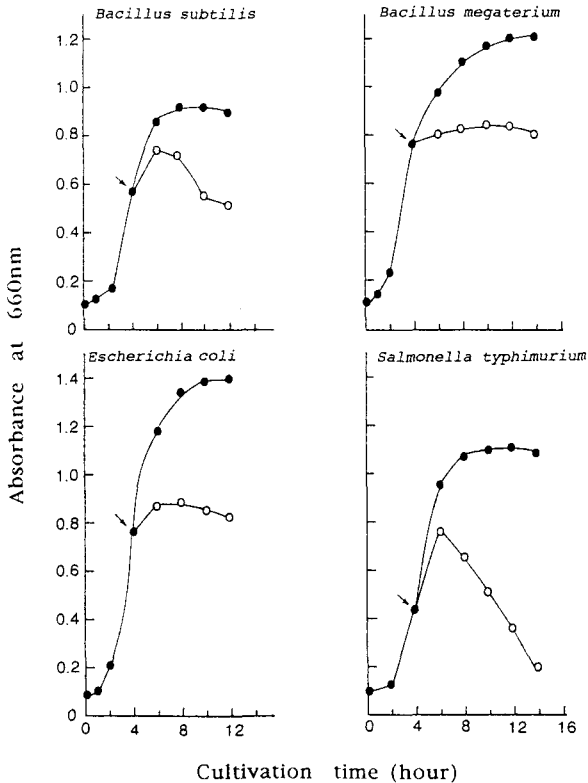 Bacillus subtilis
Bacillus megaterium
1.2
1.0
0.8
0.6
0.4
0.2
0
Escherichia coli
Salmonella typhimurium
1.4
1.2
1.0
0.8
0.6
0.4
0.2
0
0 4 8 12
0 4 8 12 16
Absorbance at 660nm
Cultivation time (hour)